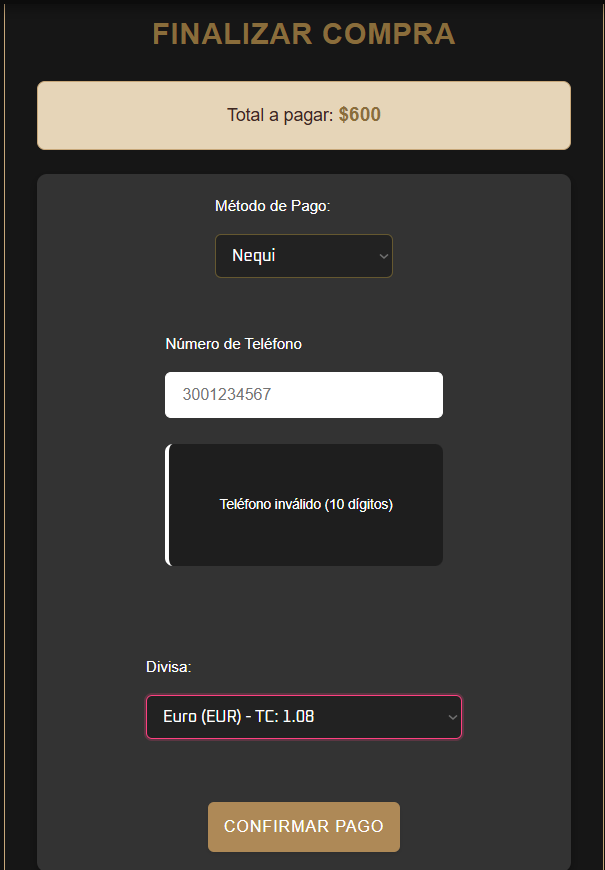 FINALIZAR COMPRA
Total a pagar: $600
Método de Pago:
Nequi
Número de Teléfono
3001234567
Teléfono inválido (10 dígitos)
Divisa:
Euro (EUR) - TC: 1.08
CONFIRMAR PAGO